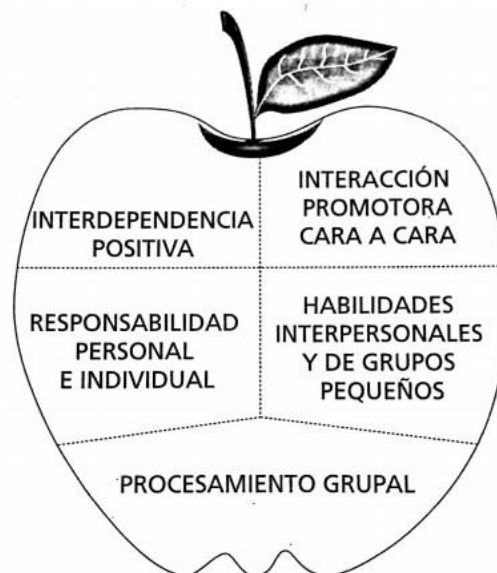 INTERDEPENDENCIA
POSITIVA
INTERACCIÓN
PROMOTORA
CARA A CARA
RESPONSABILIDAD
PERSONAL
E INDIVIDUAL
HABILIDADES
INTERPERSONALES
Y DE GRUPOS
PEQUEÑOS
PROCESAMIENTO GRUPAL